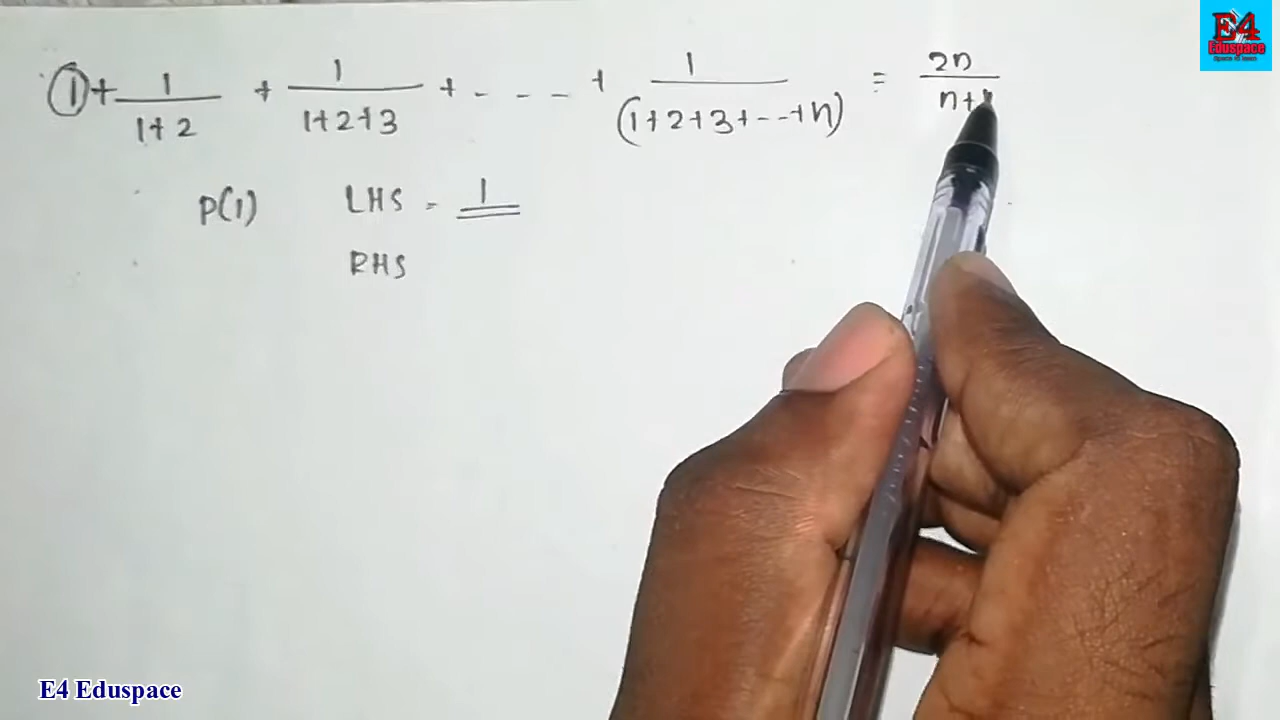 1 + 1/(1+2) + 1/(1+2+3) + - - - + 1/(1+2+3+--+n) = 2n/(n+1)
P(1) LHS = 1
RHS
E4
Eduspace
E4 Eduspace